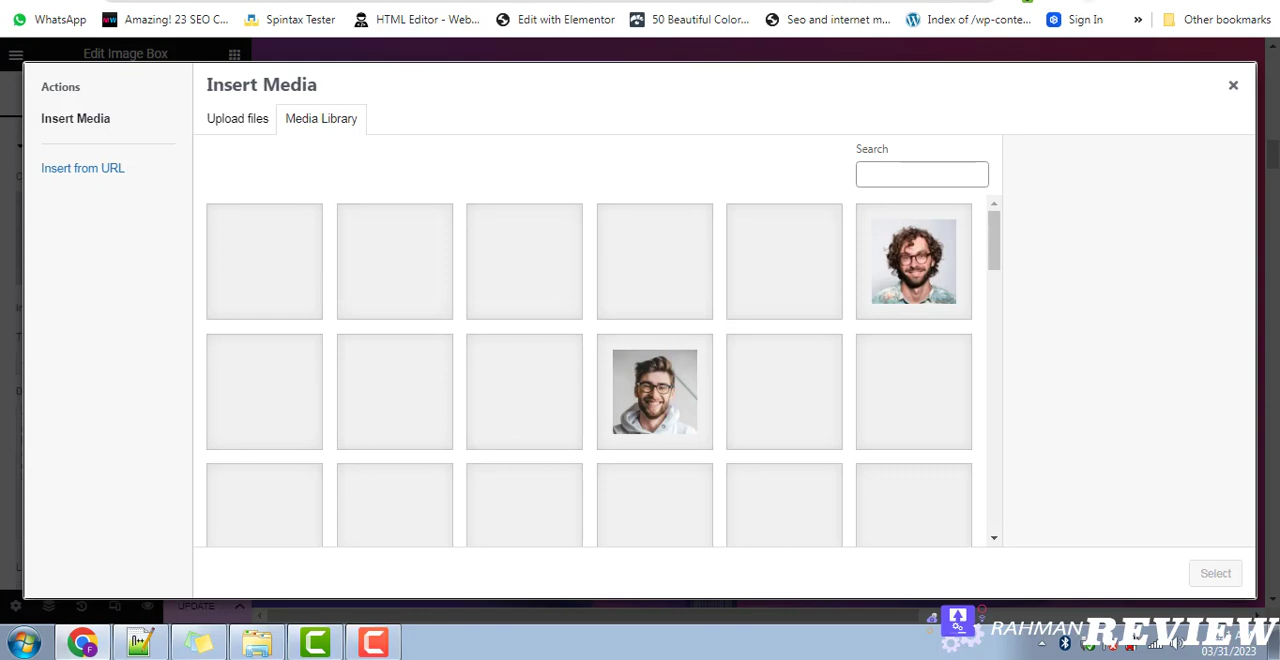 WhatsApp
Amazing! 23 SEO C...
Spintax Tester
HTML Editor - Web...
Edit with Elementor
50 Beautiful Color...
Seo and internet m...
Index of /wp-conte...
Sign In
»
Other bookmarks
Edit Image Box
Actions
Insert Media
Insert from URL
Insert Media
Upload files
Media Library
Search
Select
UPDATE
RAHMAN REVIEW
03/31/2023